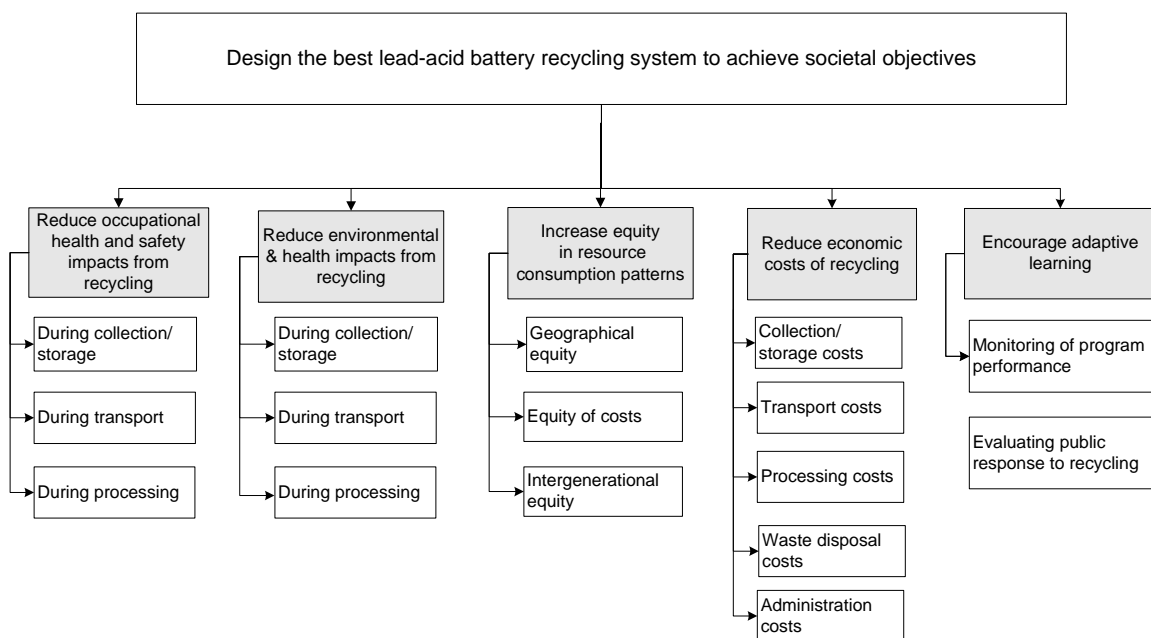 Design the best lead-acid battery recycling system to achieve societal objectives
Reduce occupational
health and safety
impacts from
recycling
During collection/
storage
During transport
During processing
Reduce environmental
& health impacts from
recycling
During collection/
storage
During transport
During processing
Increase equity
in resource
consumption patterns
Geographical
equity
Equity of costs
Intergenerational
equity
Reduce economic
costs of recycling
Collection/
storage costs
Transport costs
Processing costs
Waste disposal
costs
Administration
costs
Encourage adaptive
learning
Monitoring of program
performance
Evaluating public
response to recycling